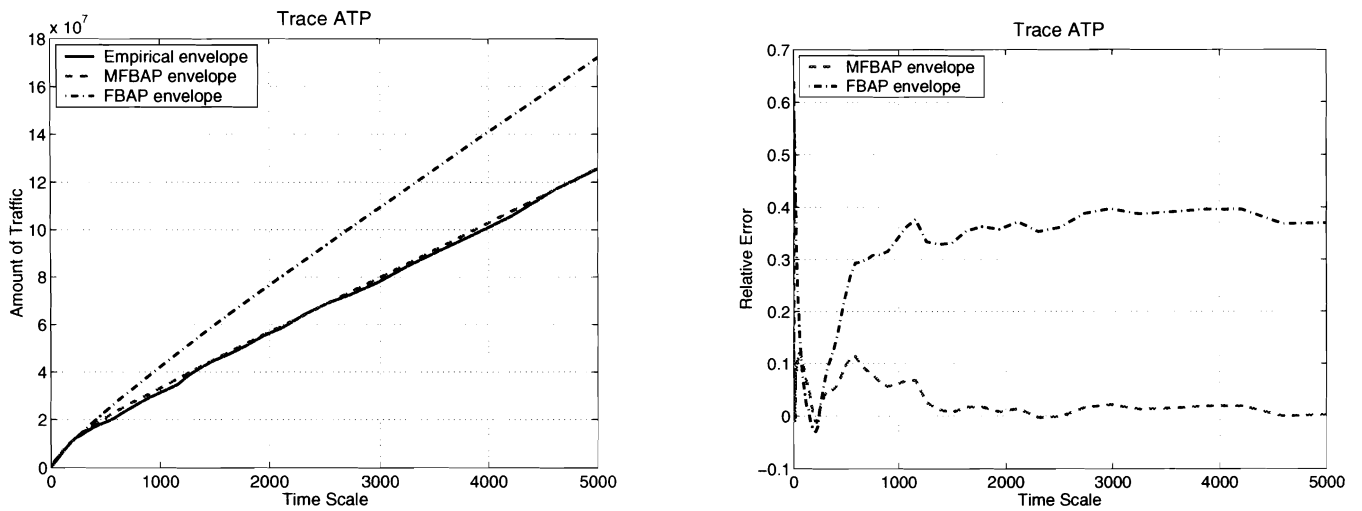 Trace ATP
x 10^7
18
16
14
12
10
8
6
4
2
0
Amount of Traffic
Empirical envelope
MFBAP envelope
FBAP envelope
0 1000 2000 3000 4000 5000
Time Scale
Trace ATP
0.7
0.6
0.5
0.4
0.3
0.2
0.1
0
−0.1
Relative Error
MFBAP envelope
FBAP envelope
0 1000 2000 3000 4000 5000
Time Scale